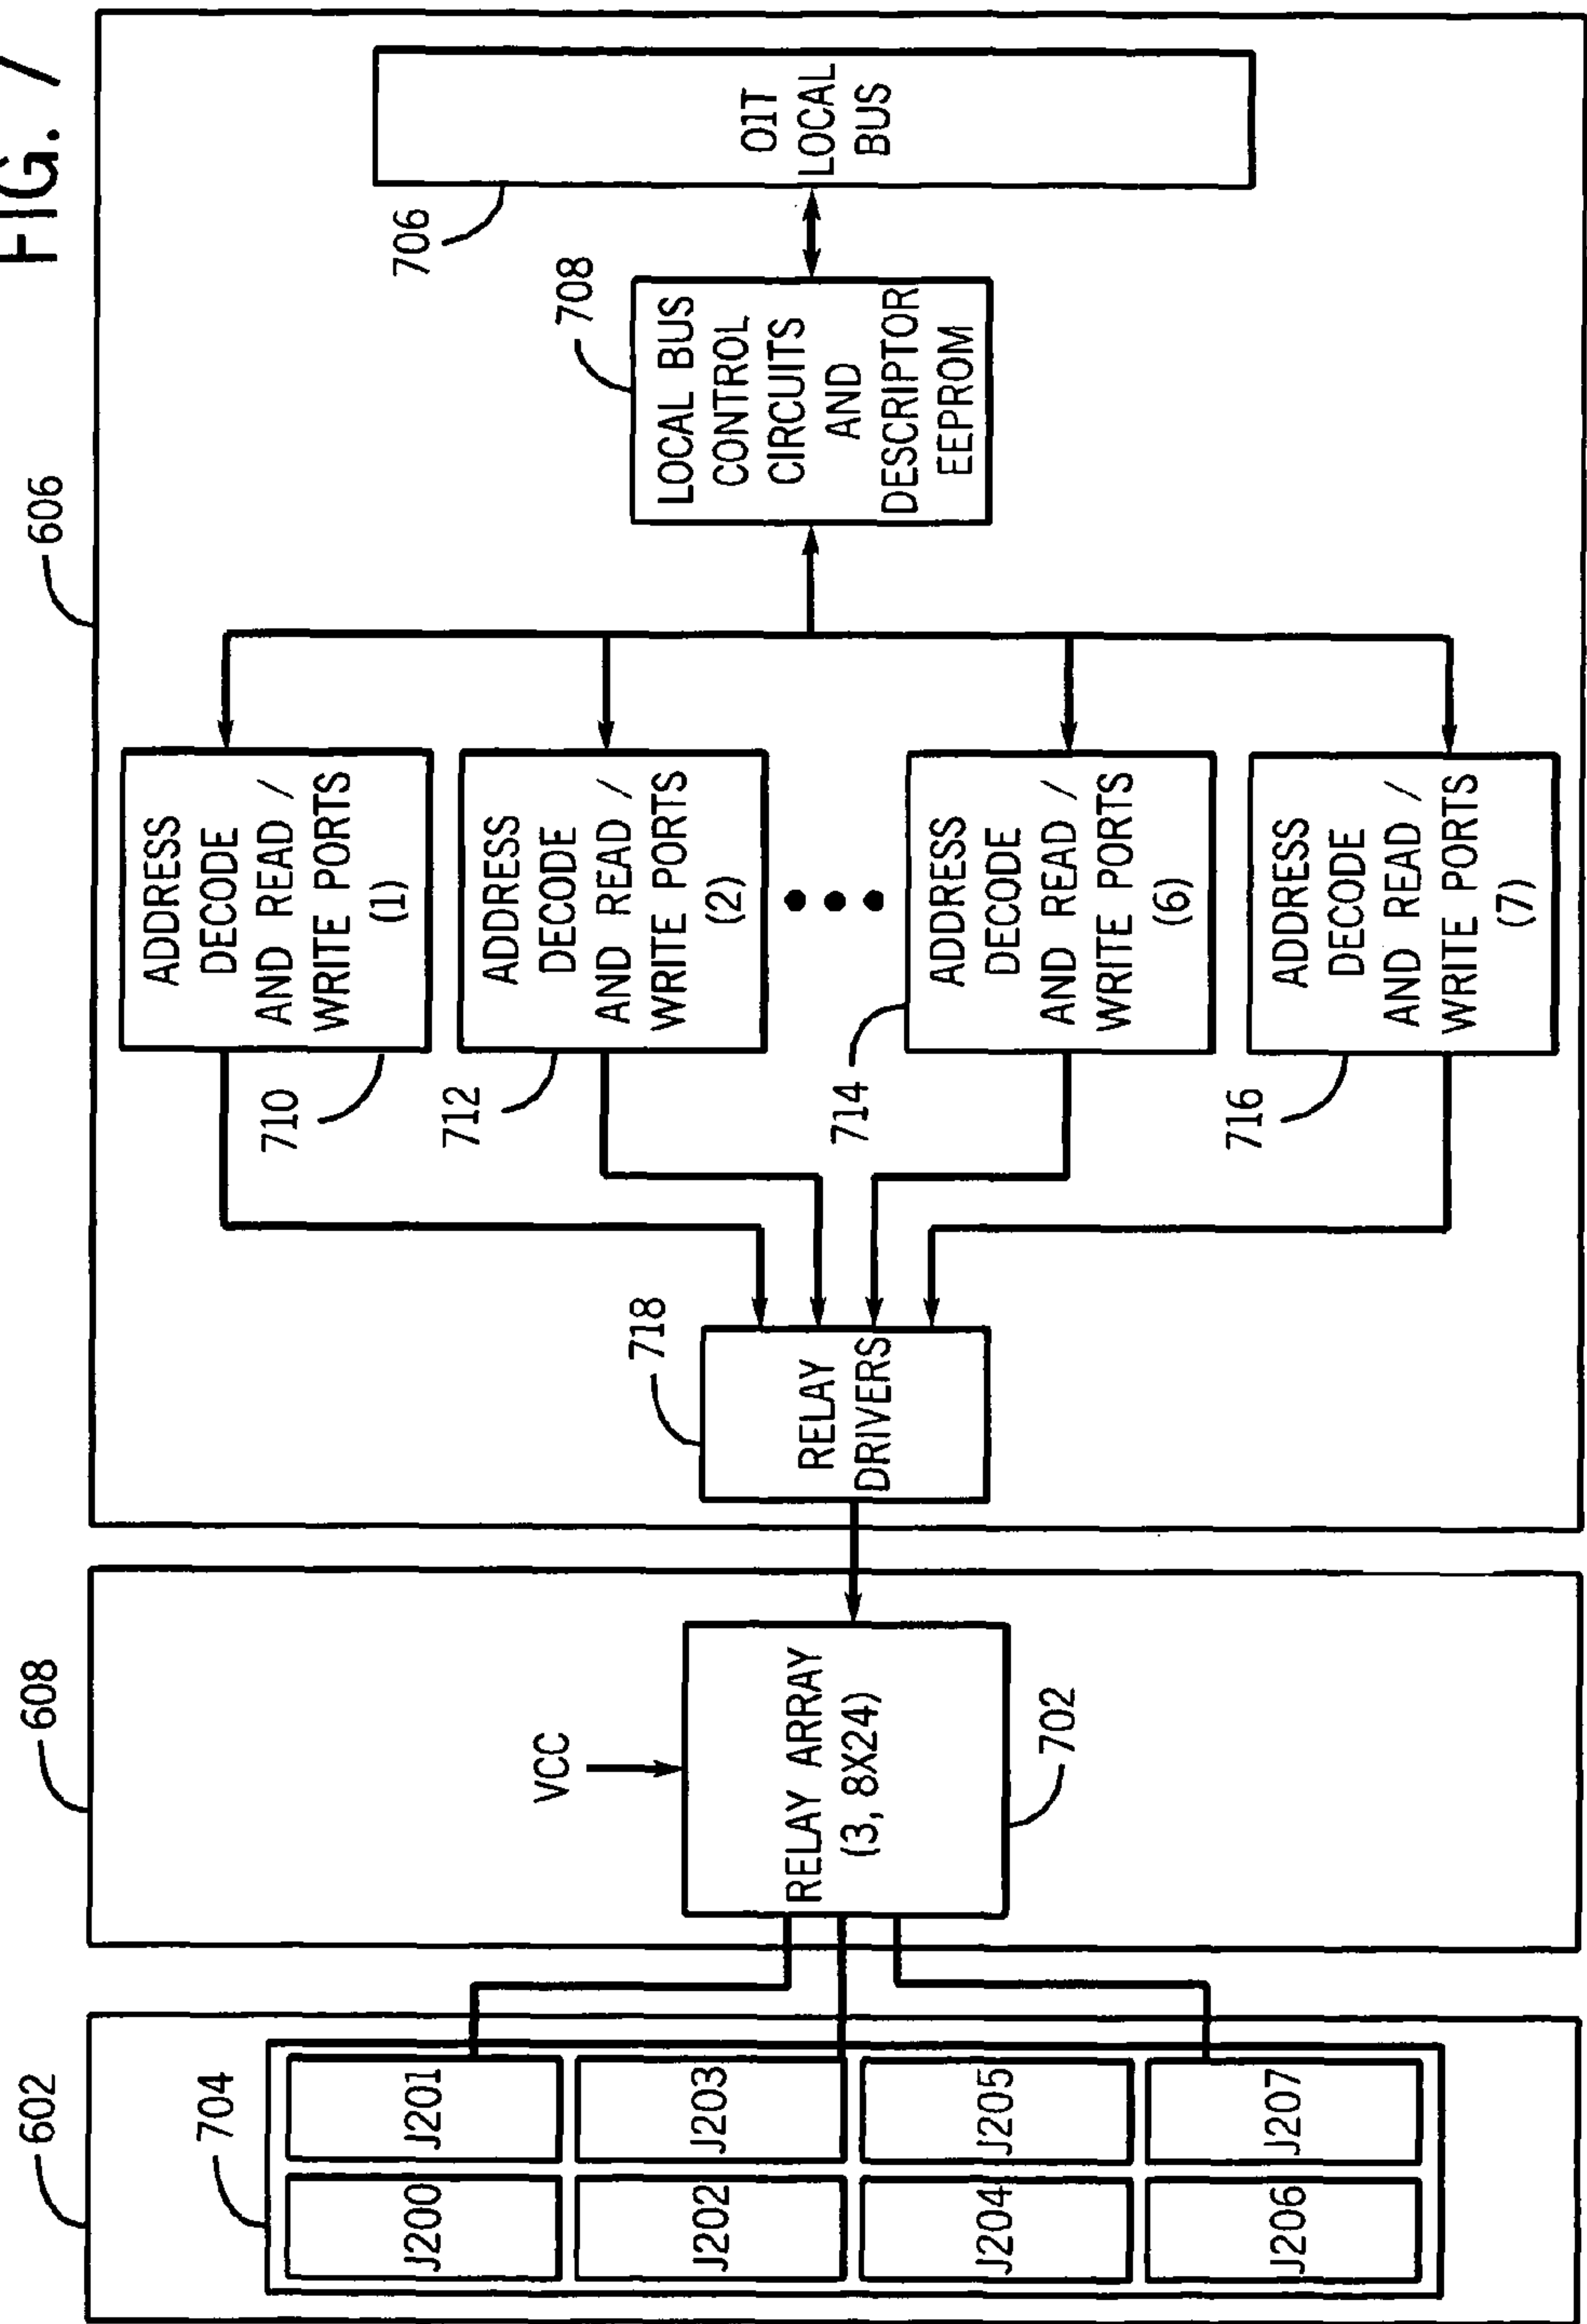 FIG. 7
602
704
J200
J201
J202
J203
J204
J205
J206
J207
608
VCC
RELAY ARRAY
(3, 8X24)
702
606
718
RELAY
DRIVERS
710
ADDRESS
DECODE
AND READ /
WRITE PORTS
(1)
712
ADDRESS
DECODE
AND READ /
WRITE PORTS
(2)
714
ADDRESS
DECODE
AND READ /
WRITE PORTS
(6)
716
ADDRESS
DECODE
AND READ /
WRITE PORTS
(7)
708
LOCAL BUS
CONTROL
CIRCUITS
AND
DESCRIPTOR
EEPROM
706
OIT
LOCAL
BUS